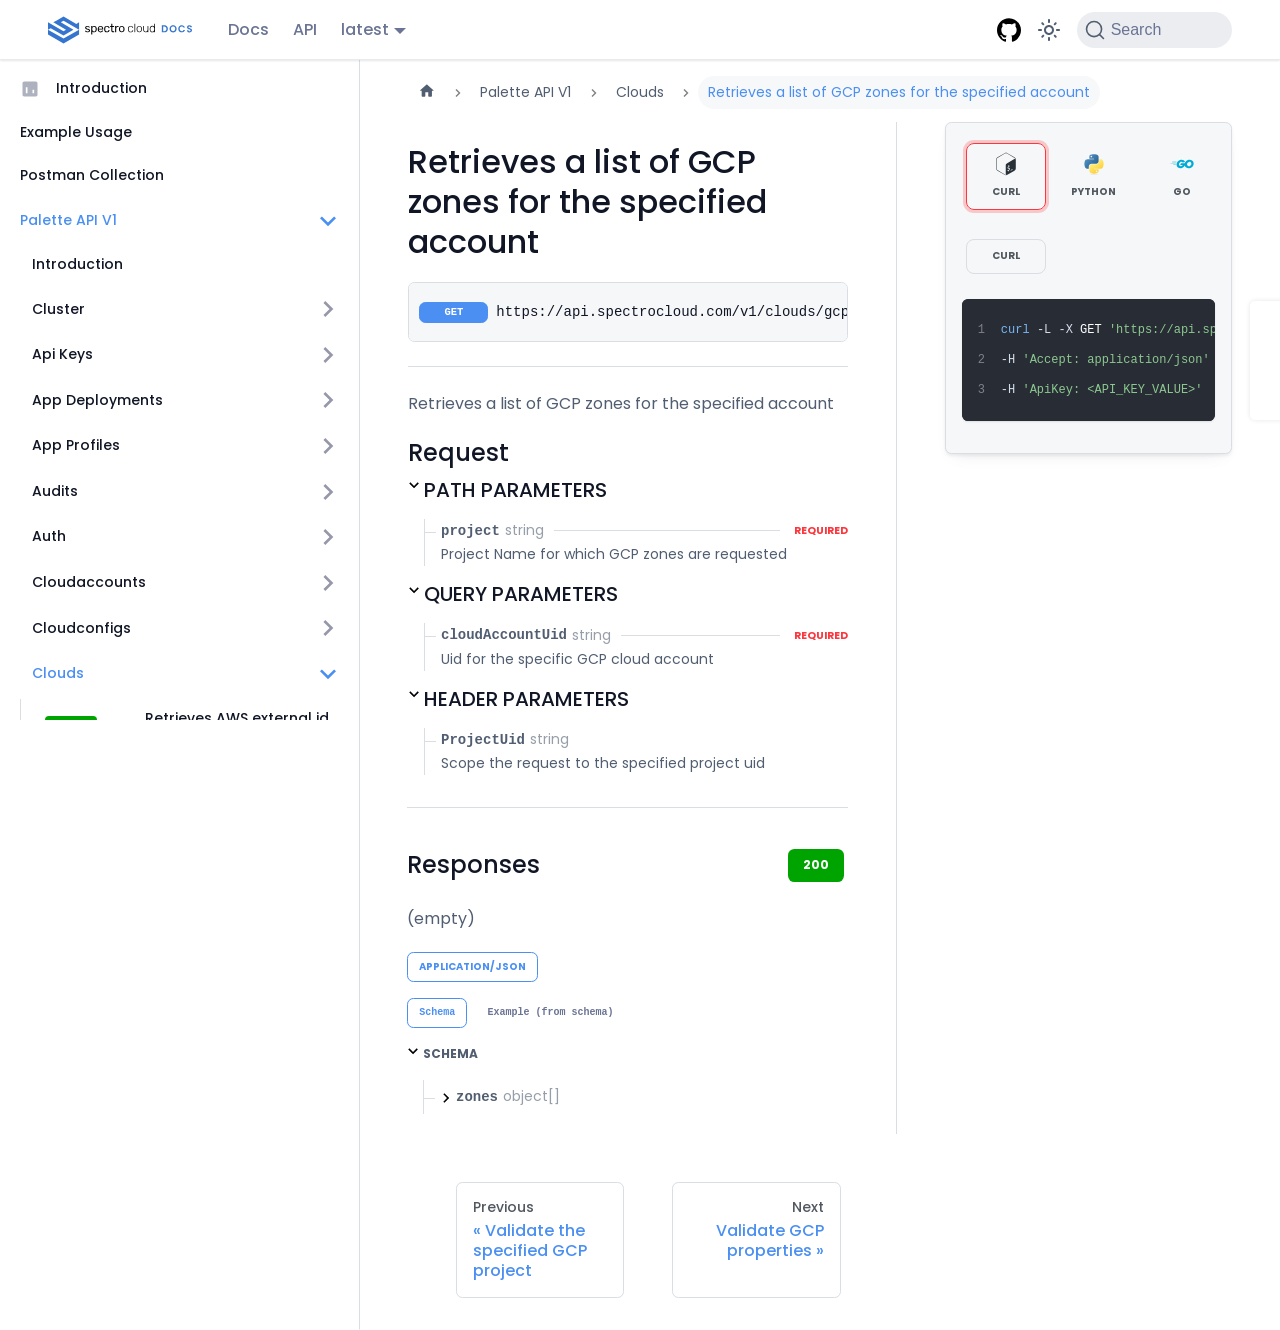 spectro cloud DOCS
Docs
API
latest
Search
Introduction
Example Usage
Postman Collection
Palette API V1
Introduction
Cluster
Api Keys
App Deployments
App Profiles
Audits
Auth
Cloudaccounts
Cloudconfigs
Clouds
Retrieves AWS external id
Palette API V1
Clouds
Retrieves a list of GCP zones for the specified account
Retrieves a list of GCP
zones for the specified
account
GET https://api.spectrocloud.com/v1/clouds/gcp
Retrieves a list of GCP zones for the specified account
Request
PATH PARAMETERS
project string REQUIRED
Project Name for which GCP zones are requested
QUERY PARAMETERS
cloudAccountUid string REQUIRED
Uid for the specific GCP cloud account
HEADER PARAMETERS
ProjectUid string
Scope the request to the specified project uid
Responses
200
(empty)
APPLICATION/JSON
Schema
Example (from schema)
SCHEMA
zones object[]
CURL
PYTHON
GO
CURL
1 curl -L -X GET 'https://api.sp
2 -H 'Accept: application/json'
3 -H 'ApiKey: <API_KEY_VALUE>'
Previous
« Validate the
specified GCP
project
Next
Validate GCP
properties »